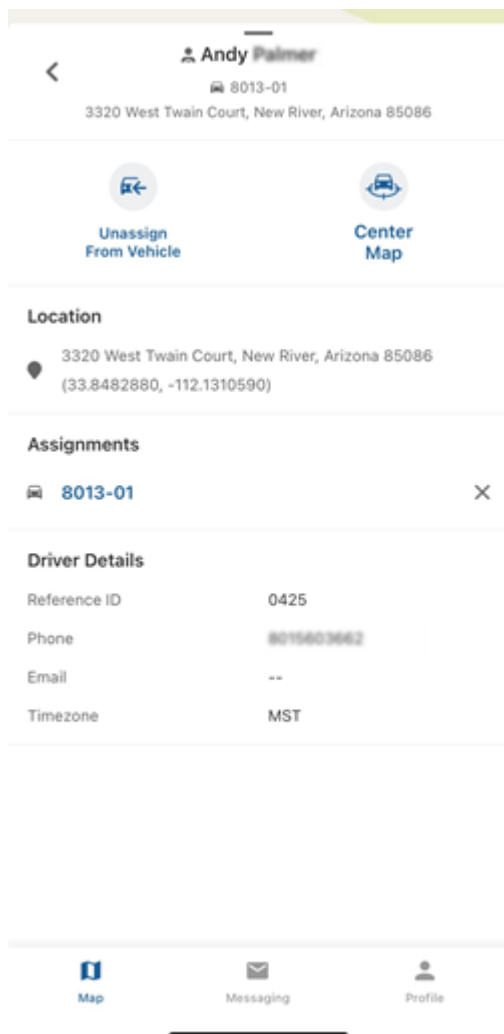 Andy
8013-01
3320 West Twain Court, New River, Arizona 85086
Unassign
From Vehicle
Center
Map
Location
3320 West Twain Court, New River, Arizona 85086
(33.8482880, -112.1310590)
Assignments
8013-01
Driver Details
Reference ID 0425
Phone
Email --
Timezone MST
Map Messaging Profile